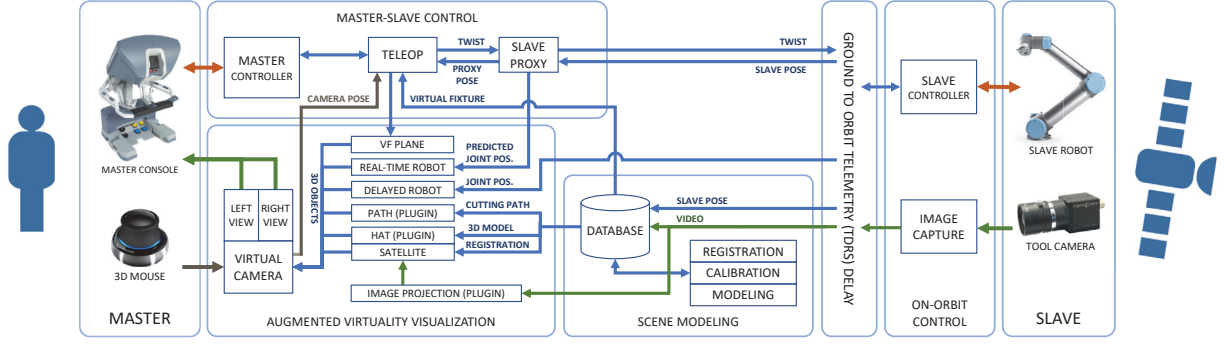 MASTER-SLAVE CONTROL
MASTER
CONTROLLER
TELEOP
TWIST
PROXY
POSE
SLAVE
PROXY
TWIST
SLAVE POSE
CAMERA POSE
VIRTUAL FIXTURE
MASTER CONSOLE
3D MOUSE
MASTER
LEFT
VIEW
RIGHT
VIEW
VIRTUAL
CAMERA
3D OBJECTS
VF PLANE
REAL-TIME ROBOT
DELAYED ROBOT
PATH (PLUGIN)
HAT (PLUGIN)
SATELLITE
IMAGE PROJECTION (PLUGIN)
PREDICTED
JOINT POS.
JOINT POS.
CUTTING PATH
3D MODEL
REGISTRATION
AUGMENTED VIRTUALITY VISUALIZATION
DATABASE
SLAVE POSE
VIDEO
REGISTRATION
CALIBRATION
MODELING
SCENE MODELING
GROUND TO ORBIT TELEMETRY (TDRS) DELAY
SLAVE
CONTROLLER
IMAGE
CAPTURE
ON-ORBIT
CONTROL
SLAVE ROBOT
TOOL CAMERA
SLAVE